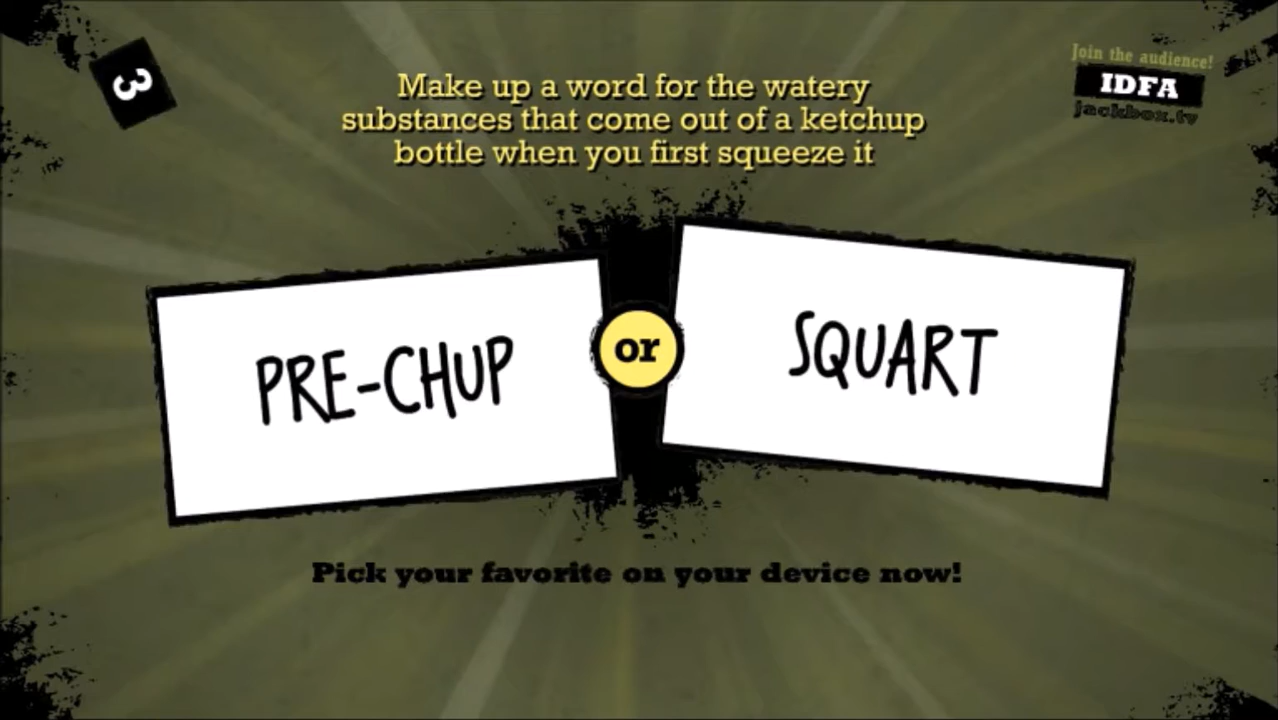 3
Make up a word for the watery
substances that come out of a ketchup
bottle when you first squeeze it
Join the audience!
IDFA
jackbox.tv
PRE-CHUP
or
SQUART
Pick your favorite on your device now!